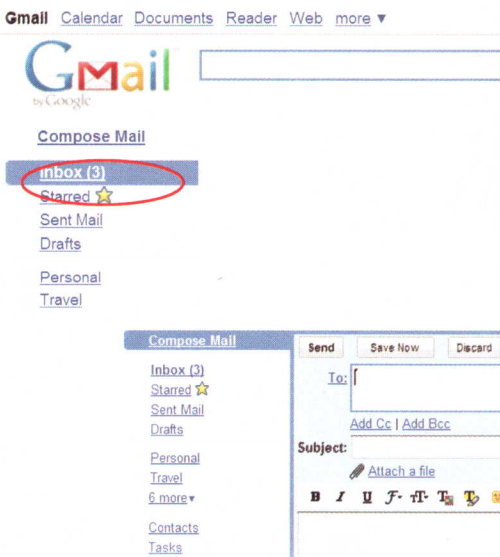 Gmail Calendar Documents Reader Web more ▼
Gmail
by Google
Compose Mail
Inbox (3)
Starred
Sent Mail
Drafts
Personal
Travel
Compose Mail
Inbox (3)
Starred
Sent Mail
Drafts
Personal
Travel
6 more ▾
Contacts
Tasks
Send Save Now Discard
To:
Add Cc | Add Bcc
Subject:
Attach a file
B I U